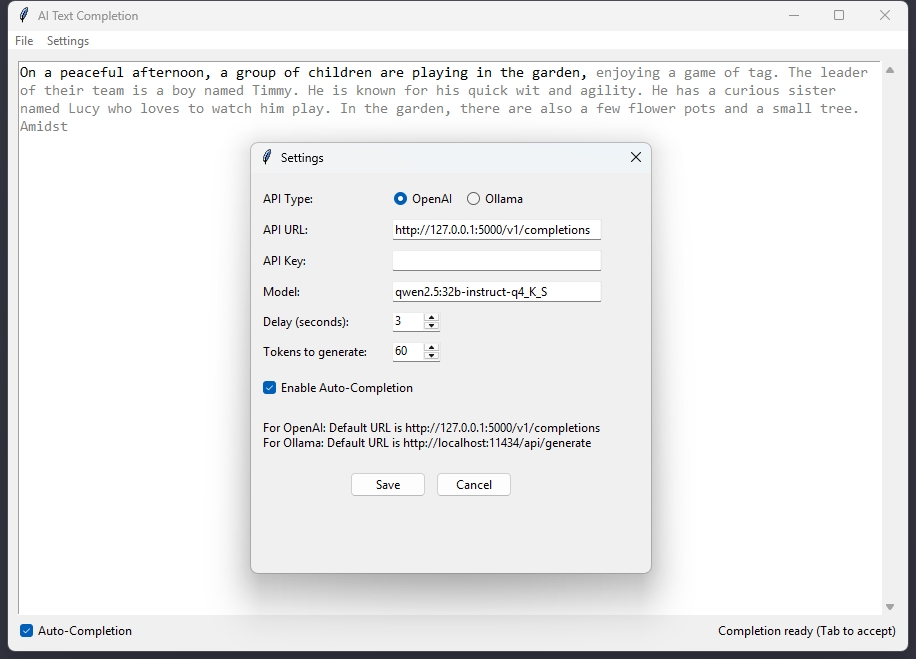 AI Text Completion
File Settings
On a peaceful afternoon, a group of children are playing in the garden, enjoying a game of tag. The leader
of their team is a boy named Timmy. He is known for his quick wit and agility. He has a curious sister
named Lucy who loves to watch him play. In the garden, there are also a few flower pots and a small tree.
Amidst
Settings
API Type: OpenAI Ollama
API URL: http://127.0.0.1:5000/v1/completions
API Key:
Model: qwen2.5:32b-instruct-q4_K_S
Delay (seconds): 3
Tokens to generate: 60
Enable Auto-Completion
For OpenAI: Default URL is http://127.0.0.1:5000/v1/completions
For Ollama: Default URL is http://localhost:11434/api/generate
Save Cancel
Auto-Completion Completion ready (Tab to accept)